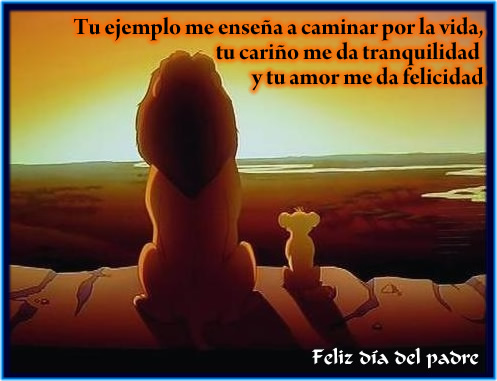 Tu ejemplo me enseña a caminar por la vida,
tu cariño me da tranquilidad
y tu amor me da felicidad
Feliz día del padre